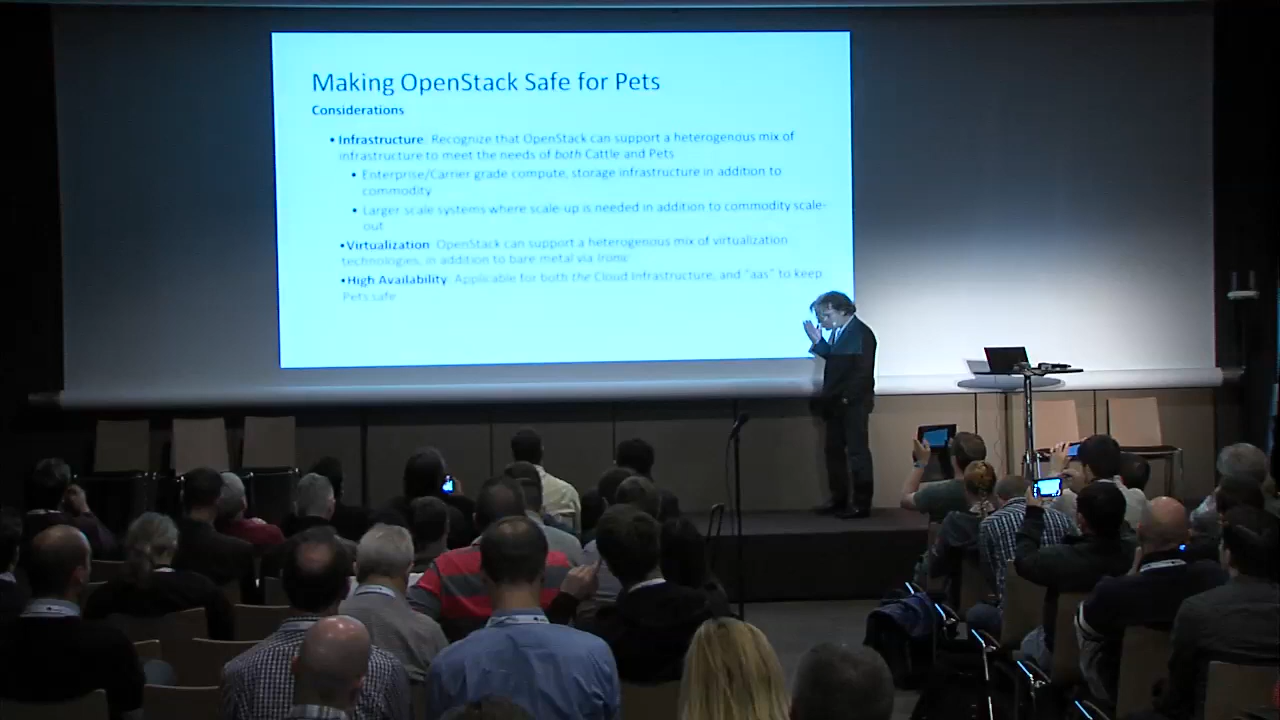 Making OpenStack Safe for Pets
Considerations
• Infrastructure: Recognize that OpenStack can support a heterogenous mix of
infrastructure to meet the needs of both Cattle and Pets
• Enterprise/Carrier grade compute, storage infrastructure in addition to
commodity
• Larger scale systems where scale-up is needed in addition to commodity scale-
out
• Virtualization: OpenStack can support a heterogenous mix of virtualization
technologies, in addition to bare metal via Ironic
• High Availability: Applicable for both the Cloud Infrastructure, and "aas" to keep
Pets safe